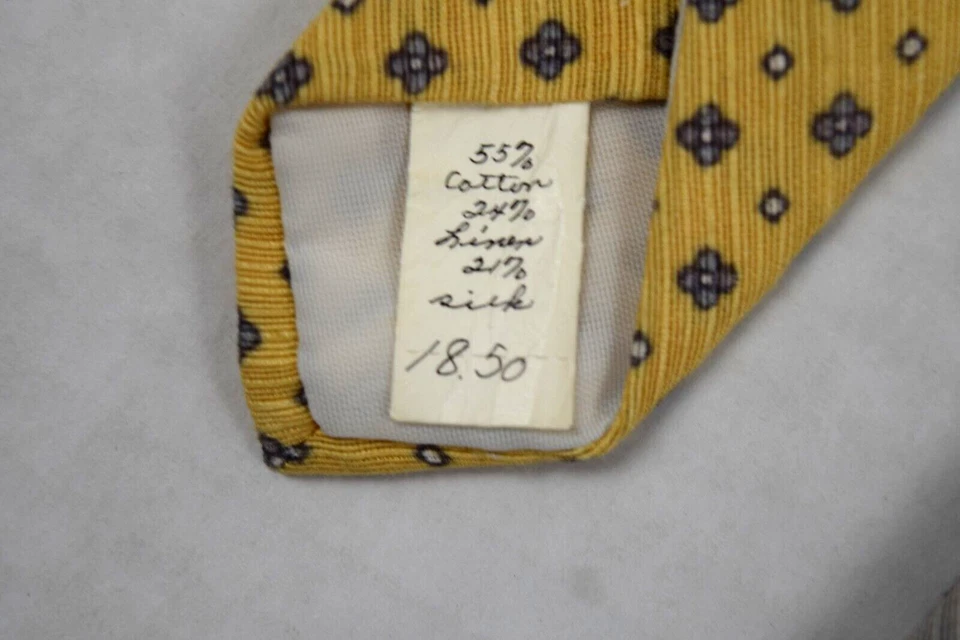 55%
Cotton
24%
Linen
21%
silk
18.50